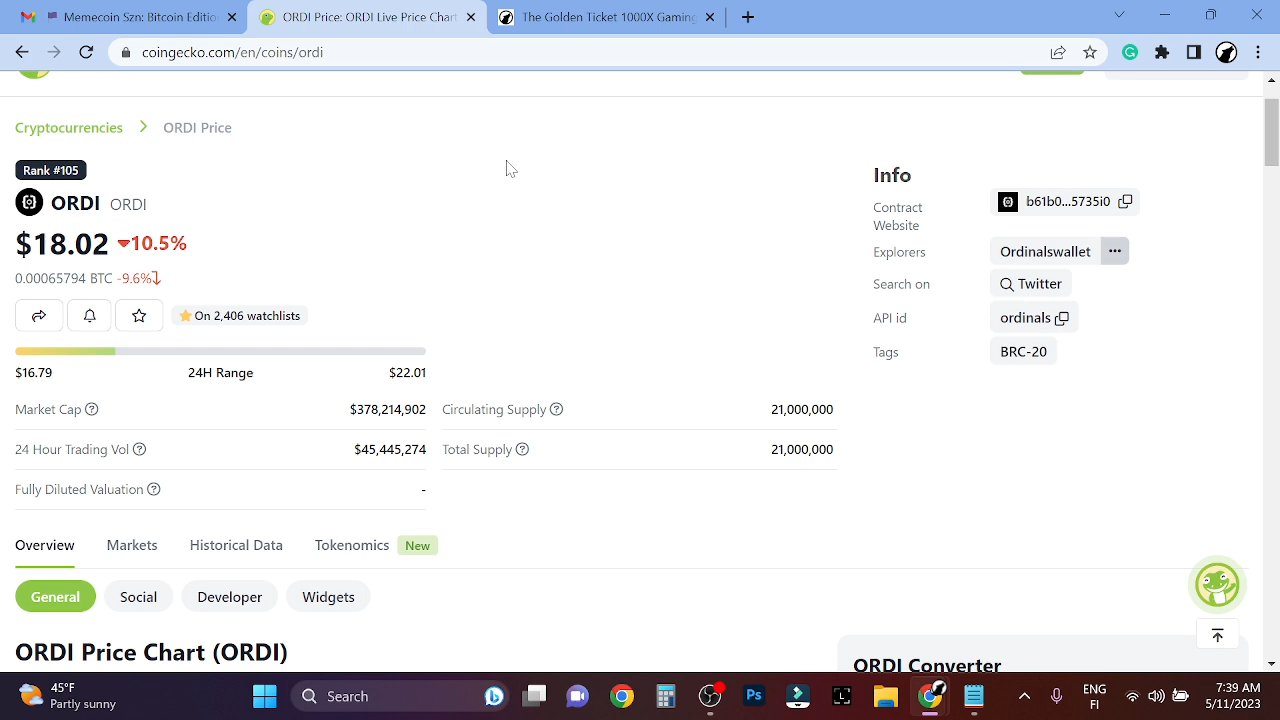 Memecoin Szn: Bitcoin Editio
ORDI Price: ORDI Live Price Chart
The Golden Ticket 1000X Gaming
coingecko.com/en/coins/ordi
Cryptocurrencies
ORDI Price
Rank #105
ORDI ORDI
$18.02 10.5%
0.00065794 BTC -9.6%
On 2,406 watchlists
$16.79 24H Range $22.01
Market Cap $378,214,902
24 Hour Trading Vol $45,445,274
Fully Diluted Valuation -
Circulating Supply 21,000,000
Total Supply 21,000,000
Info
Contract b61b0...5735i0
Website
Explorers Ordinalswallet ...
Search on Twitter
API id ordinals
Tags BRC-20
Overview Markets Historical Data Tokenomics New
General Social Developer Widgets
ORDI Price Chart (ORDI)
ORDI Converter
45°F
Partly sunny
Search
Ps
L
ENG
FI
7:39 AM
5/11/2023